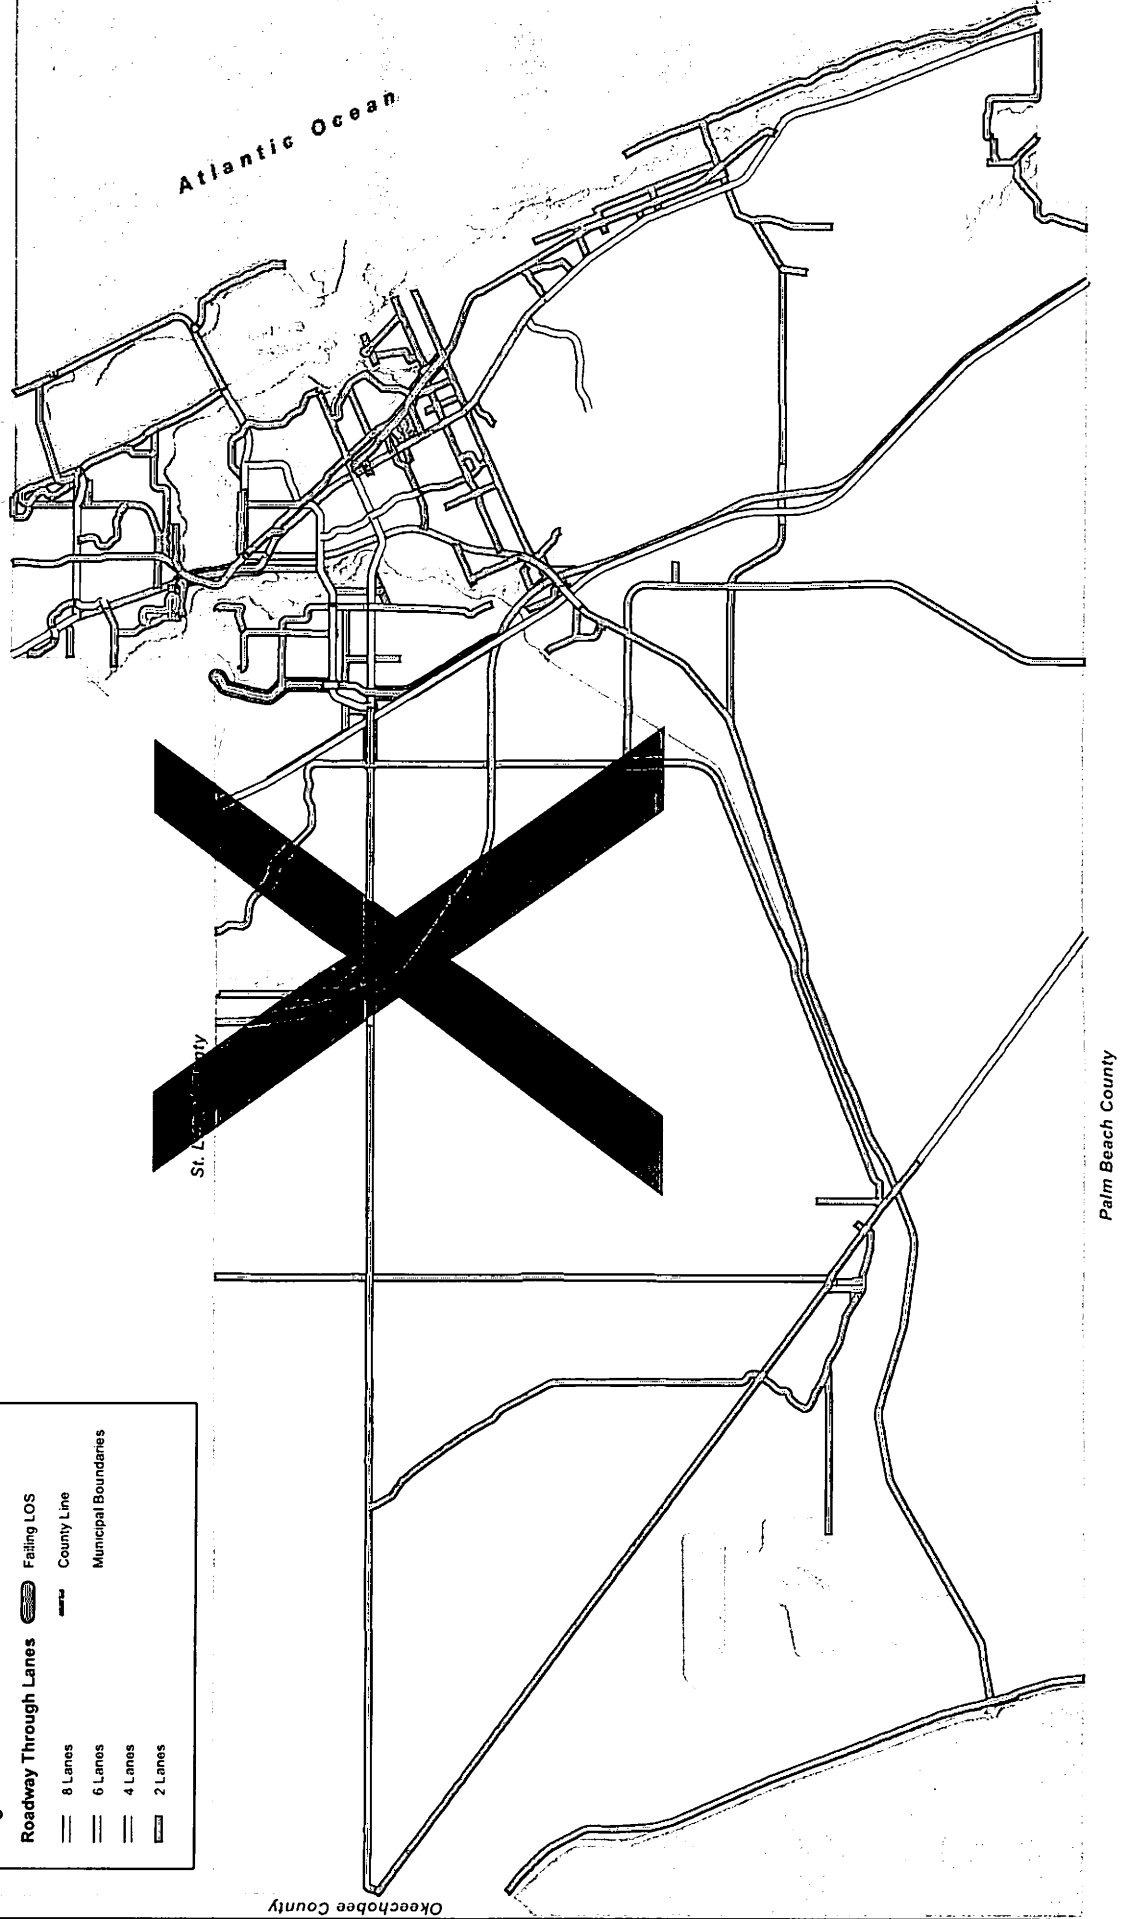 Atlantic Ocean
St. L
nty
Roadway Through Lanes
8 Lanes
6 Lanes
4 Lanes
2 Lanes
Failing LOS
County Line
Municipal Boundaries
Okeechobee County
Palm Beach County